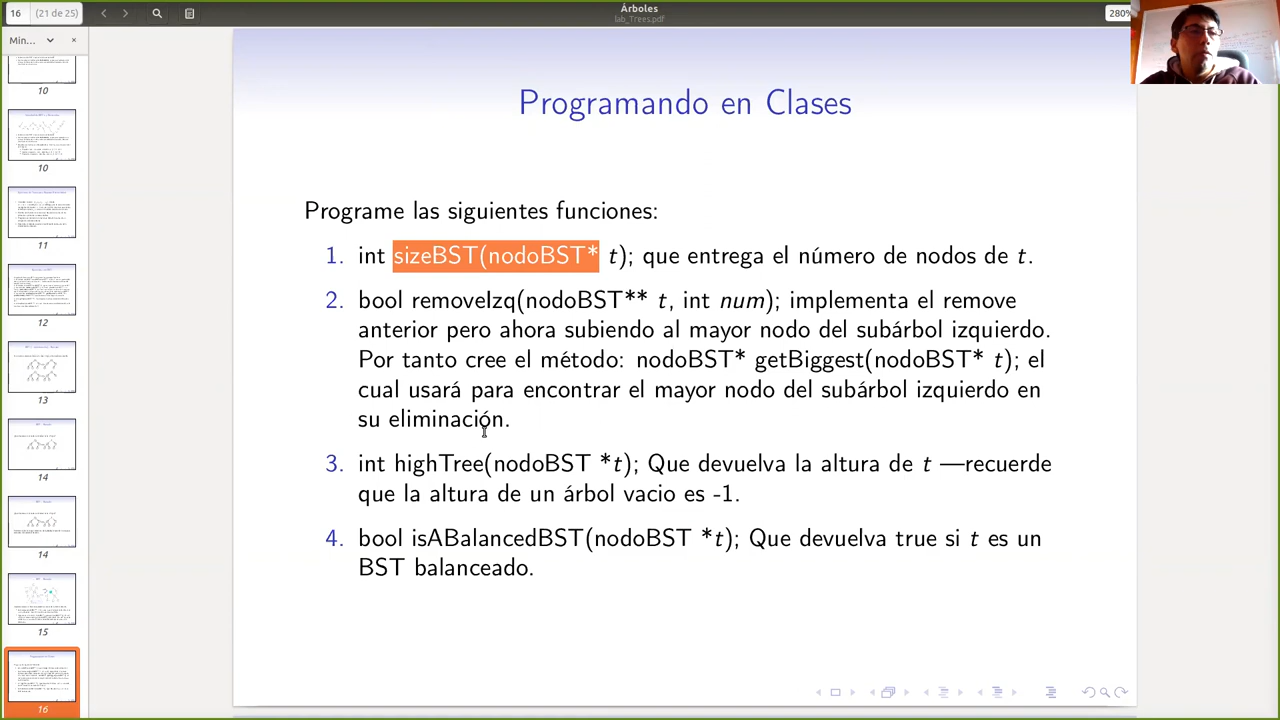 16 (21 de 25)
Árboles
lab_Trees.pdf
280%
Min...
10
10
11
12
13
14
14
15
16
Programando en Clases
Programe las siguientes funciones:
1. int sizeBST(nodoBST* t); que entrega el número de nodos de t.
2. bool removeIzq(nodoBST** t, int num); implementa el remove
anterior pero ahora subiendo al mayor nodo del subárbol izquierdo.
Por tanto cree el método: nodoBST* getBiggest(nodoBST* t); el
cual usará para encontrar el mayor nodo del subárbol izquierdo en
su eliminación.
3. int highTree(nodoBST *t); Que devuelva la altura de t —recuerde
que la altura de un árbol vacio es -1.
4. bool isABalancedBST(nodoBST *t); Que devuelva true si t es un
BST balanceado.